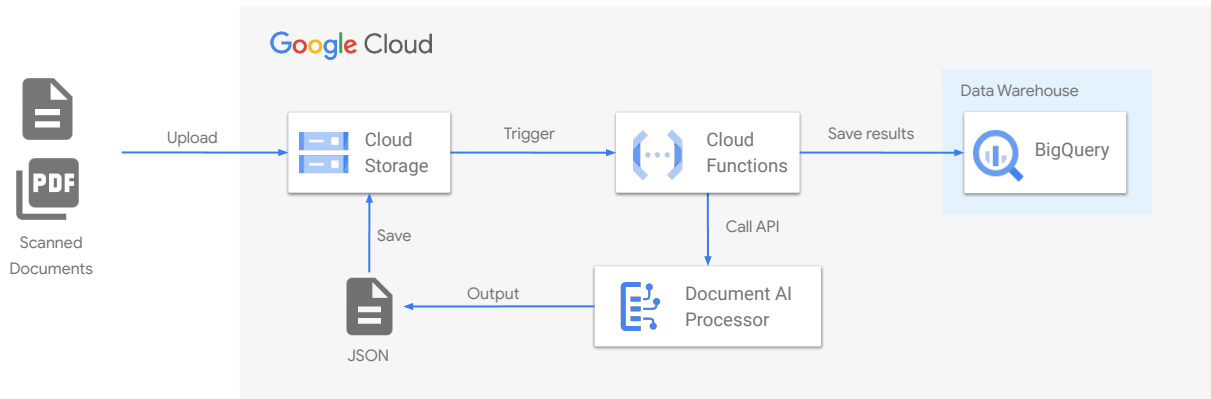 Google Cloud
Data Warehouse
Upload
Cloud
Storage
Trigger
Cloud
Functions
Save results
BigQuery
PDF
Scanned
Documents
Save
Call API
Output
Document AI
Processor
JSON